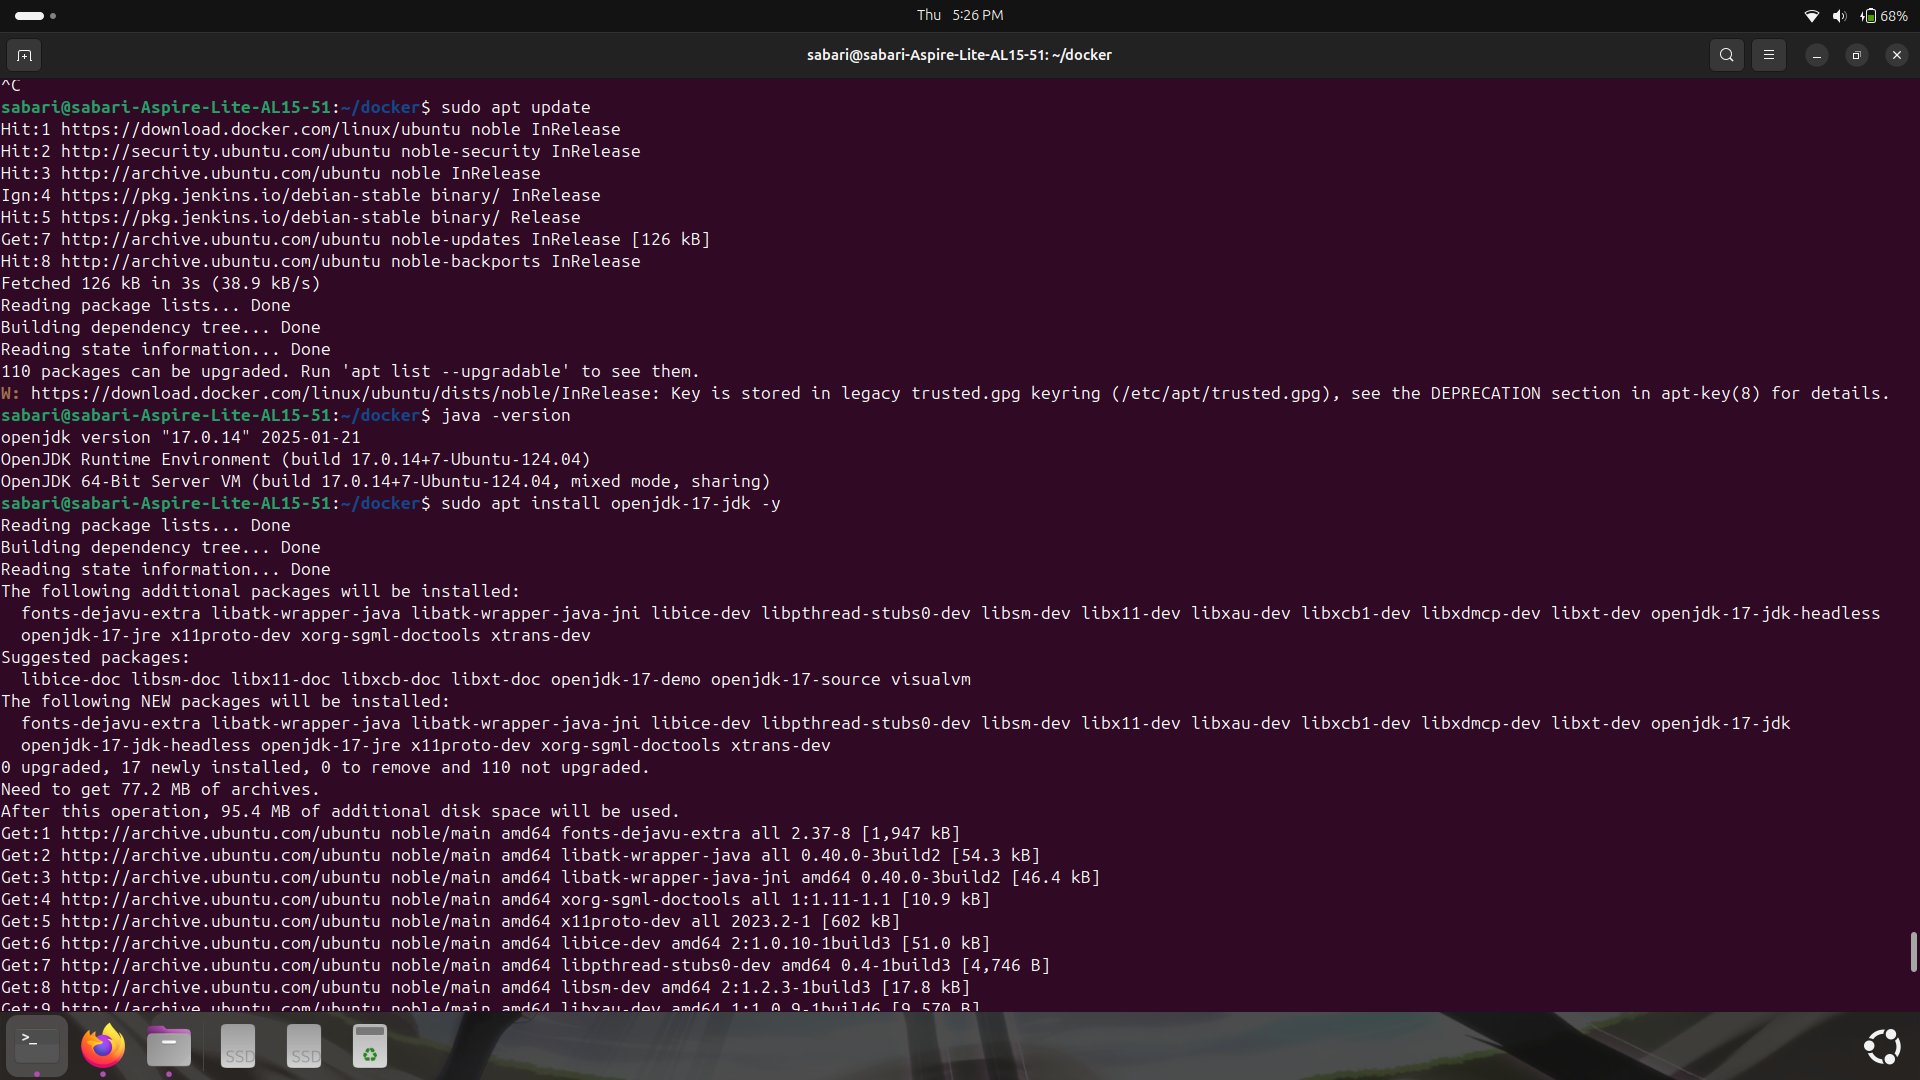 Thu 5:26 PM
68%
sabari@sabari-Aspire-Lite-AL15-51: ~/docker
^C
sabari@sabari-Aspire-Lite-AL15-51:~/docker$ sudo apt update
Hit:1 https://download.docker.com/linux/ubuntu noble InRelease
Hit:2 http://security.ubuntu.com/ubuntu noble-security InRelease
Hit:3 http://archive.ubuntu.com/ubuntu noble InRelease
Ign:4 https://pkg.jenkins.io/debian-stable binary/ InRelease
Hit:5 https://pkg.jenkins.io/debian-stable binary/ Release
Get:7 http://archive.ubuntu.com/ubuntu noble-updates InRelease [126 kB]
Hit:8 http://archive.ubuntu.com/ubuntu noble-backports InRelease
Fetched 126 kB in 3s (38.9 kB/s)
Reading package lists... Done
Building dependency tree... Done
Reading state information... Done
110 packages can be upgraded. Run 'apt list --upgradable' to see them.
W: https://download.docker.com/linux/ubuntu/dists/noble/InRelease: Key is stored in legacy trusted.gpg keyring (/etc/apt/trusted.gpg), see the DEPRECATION section in apt-key(8) for details.
sabari@sabari-Aspire-Lite-AL15-51:~/docker$ java -version
openjdk version "17.0.14" 2025-01-21
OpenJDK Runtime Environment (build 17.0.14+7-Ubuntu-124.04)
OpenJDK 64-Bit Server VM (build 17.0.14+7-Ubuntu-124.04, mixed mode, sharing)
sabari@sabari-Aspire-Lite-AL15-51:~/docker$ sudo apt install openjdk-17-jdk -y
Reading package lists... Done
Building dependency tree... Done
Reading state information... Done
The following additional packages will be installed:
  fonts-dejavu-extra libatk-wrapper-java libatk-wrapper-java-jni libice-dev libpthread-stubs0-dev libsm-dev libx11-dev libxau-dev libxcb1-dev libxdmcp-dev libxt-dev openjdk-17-jdk-headless
  openjdk-17-jre x11proto-dev xorg-sgml-doctools xtrans-dev
Suggested packages:
  libice-doc libsm-doc libx11-doc libxcb-doc libxt-doc openjdk-17-demo openjdk-17-source visualvm
The following NEW packages will be installed:
  fonts-dejavu-extra libatk-wrapper-java libatk-wrapper-java-jni libice-dev libpthread-stubs0-dev libsm-dev libx11-dev libxau-dev libxcb1-dev libxdmcp-dev libxt-dev openjdk-17-jdk
  openjdk-17-jdk-headless openjdk-17-jre x11proto-dev xorg-sgml-doctools xtrans-dev
0 upgraded, 17 newly installed, 0 to remove and 110 not upgraded.
Need to get 77.2 MB of archives.
After this operation, 95.4 MB of additional disk space will be used.
Get:1 http://archive.ubuntu.com/ubuntu noble/main amd64 fonts-dejavu-extra all 2.37-8 [1,947 kB]
Get:2 http://archive.ubuntu.com/ubuntu noble/main amd64 libatk-wrapper-java all 0.40.0-3build2 [54.3 kB]
Get:3 http://archive.ubuntu.com/ubuntu noble/main amd64 libatk-wrapper-java-jni amd64 0.40.0-3build2 [46.4 kB]
Get:4 http://archive.ubuntu.com/ubuntu noble/main amd64 xorg-sgml-doctools all 1:1.11-1.1 [10.9 kB]
Get:5 http://archive.ubuntu.com/ubuntu noble/main amd64 x11proto-dev all 2023.2-1 [602 kB]
Get:6 http://archive.ubuntu.com/ubuntu noble/main amd64 libice-dev amd64 2:1.0.10-1build3 [51.0 kB]
Get:7 http://archive.ubuntu.com/ubuntu noble/main amd64 libpthread-stubs0-dev amd64 0.4-1build3 [4,746 B]
Get:8 http://archive.ubuntu.com/ubuntu noble/main amd64 libsm-dev amd64 2:1.2.3-1build3 [17.8 kB]
Get:9 http://archive.ubuntu.com/ubuntu noble/main amd64 libxau-dev amd64 1:1.0.9-1build6 [9,570 B]
>_
SSD
SSD